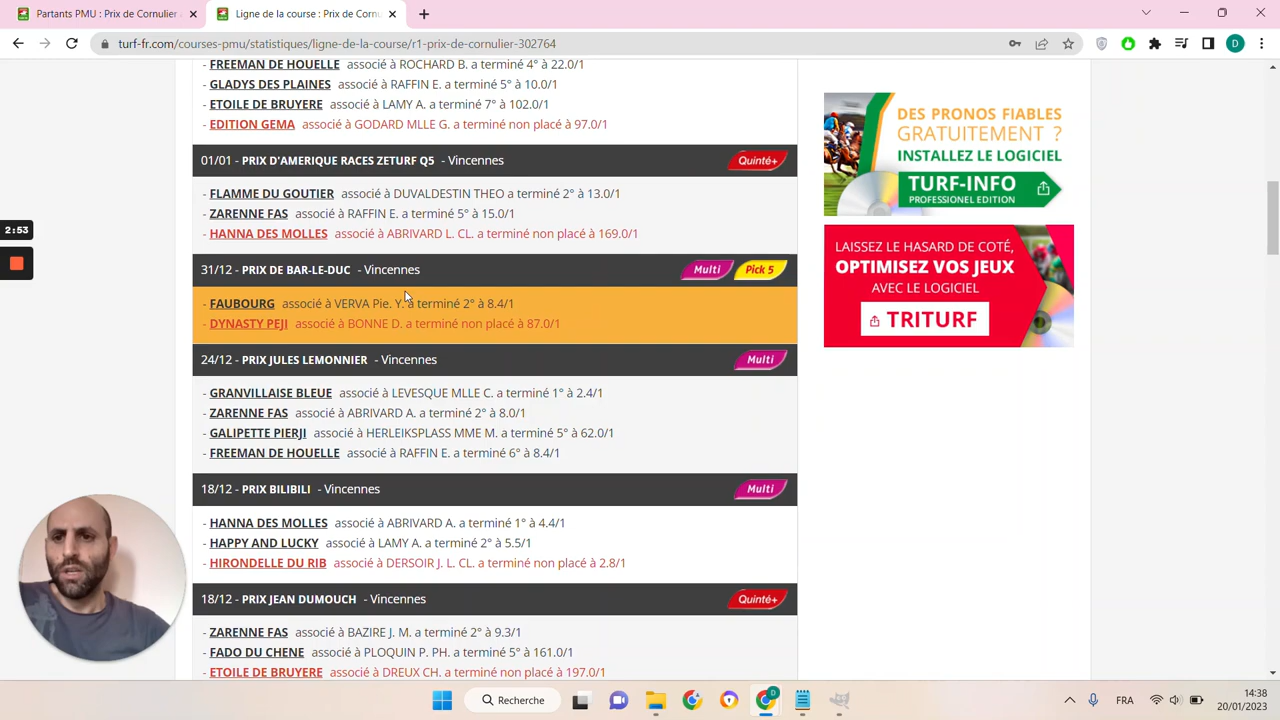 Partants PMU : Prix de Cornulier
Ligne de la course : Prix de Cornu
turf-fr.com/courses-pmu/statistiques/ligne-de-la-course/r1-prix-de-cornulier-302764
D
- FREEMAN DE HOUELLE associé à ROCHARD B. a terminé 4° à 22.0/1
- GLADYS DES PLAINES associé à RAFFIN E. a terminé 5° à 10.0/1
- ETOILE DE BRUYERE associé à LAMY A. a terminé 7° à 102.0/1
- EDITION GEMA associé à GODARD MLLE G. a terminé non placé à 97.0/1
01/01 - PRIX D'AMERIQUE RACES ZETURF Q5 - Vincennes Quinté+
- FLAMME DU GOUTIER associé à DUVALDESTIN THEO a terminé 2° à 13.0/1
- ZARENNE FAS associé à RAFFIN E. a terminé 5° à 15.0/1
- HANNA DES MOLLES associé à ABRIVARD L. CL. a terminé non placé à 169.0/1
31/12 - PRIX DE BAR-LE-DUC - Vincennes Multi Pick 5
- FAUBOURG associé à VERVA Pie. Y. a terminé 2° à 8.4/1
- DYNASTY PEJI associé à BONNE D. a terminé non placé à 87.0/1
24/12 - PRIX JULES LEMONNIER - Vincennes Multi
- GRANVILLAISE BLEUE associé à LEVESQUE MLLE C. a terminé 1° à 2.4/1
- ZARENNE FAS associé à ABRIVARD A. a terminé 2° à 8.0/1
- GALIPETTE PIERJI associé à HERLEIKSPLASS MME M. a terminé 5° à 62.0/1
- FREEMAN DE HOUELLE associé à RAFFIN E. a terminé 6° à 8.4/1
18/12 - PRIX BILIBILI - Vincennes Multi
- HANNA DES MOLLES associé à ABRIVARD A. a terminé 1° à 4.4/1
- HAPPY AND LUCKY associé à LAMY A. a terminé 2° à 5.5/1
- HIRONDELLE DU RIB associé à DERSOIR J. L. CL. a terminé non placé à 2.8/1
18/12 - PRIX JEAN DUMOUCH - Vincennes Quinté+
- ZARENNE FAS associé à BAZIRE J. M. a terminé 2° à 9.3/1
- FADO DU CHENE associé à PLOQUIN P. PH. a terminé 5° à 161.0/1
- ETOILE DE BRUYERE associé à DREUX CH. a terminé non placé à 197.0/1
DES PRONOS FIABLES
GRATUITEMENT ?
INSTALLEZ LE LOGICIEL
TURF-INFO
PROFESIONEL EDITION
LAISSEZ LE HASARD DE COTÉ,
OPTIMISEZ VOS JEUX
AVEC LE LOGICIEL
TRITURF
2:53
Recherche
D
FRA
14:38
20/01/2023